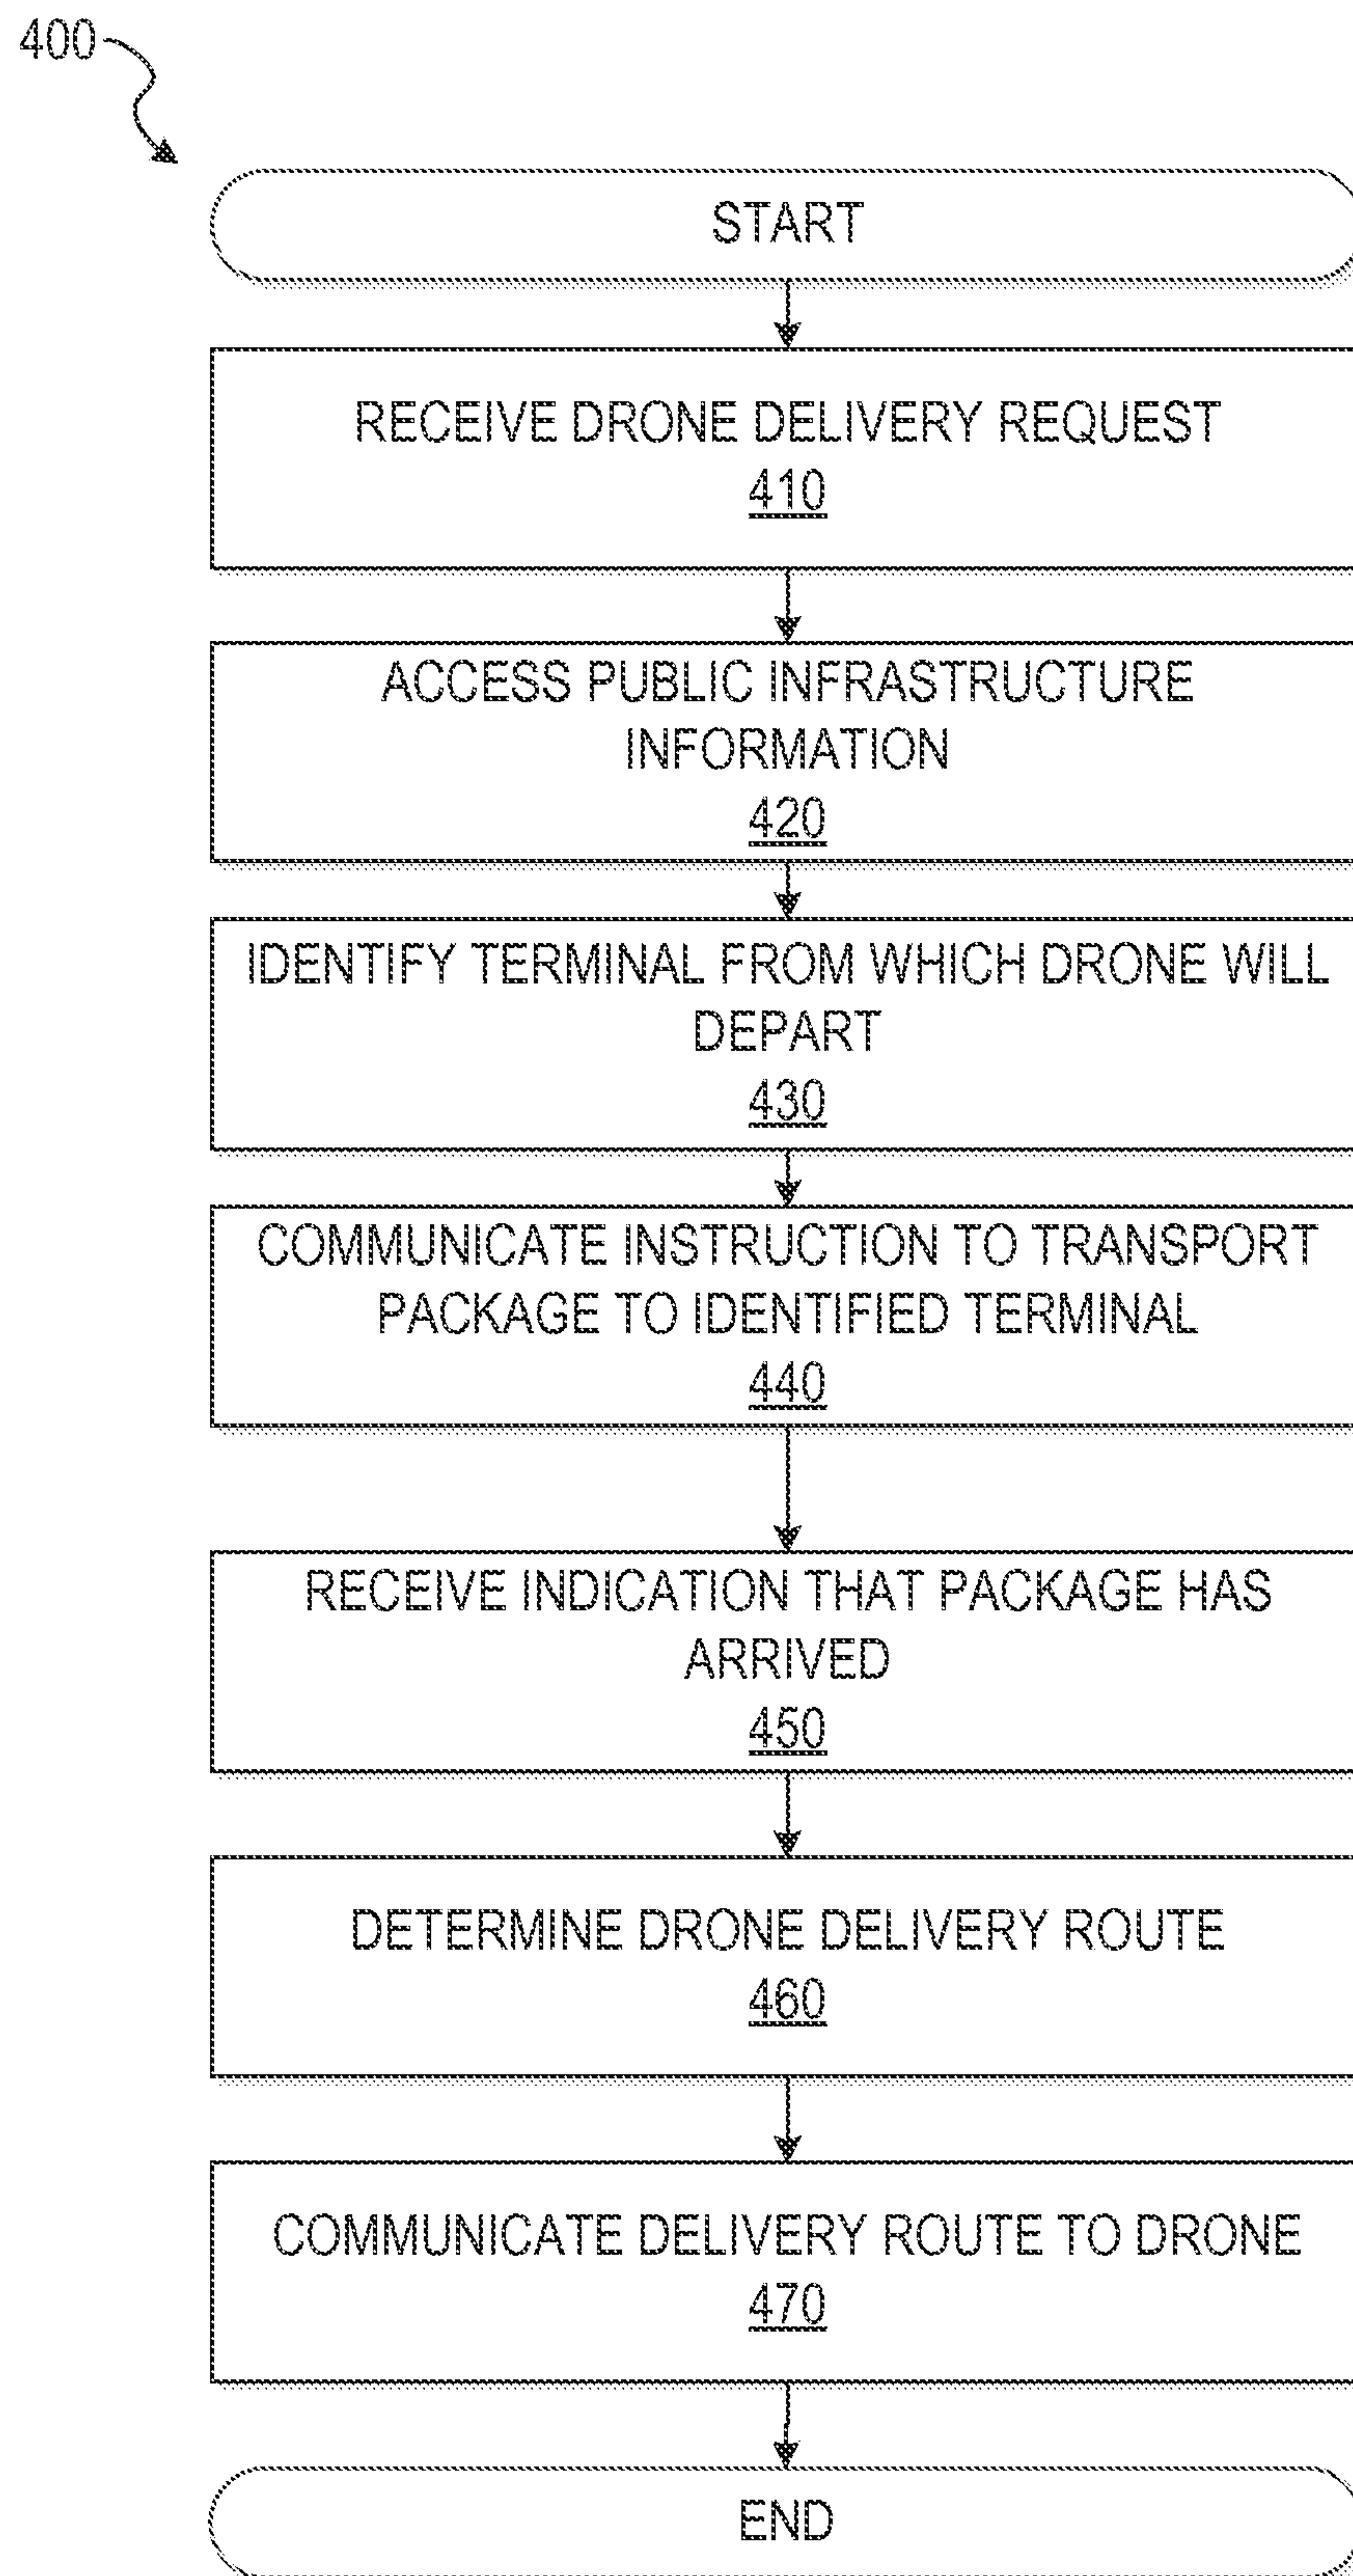 400
START
RECEIVE DRONE DELIVERY REQUEST
410
ACCESS PUBLIC INFRASTRUCTURE
INFORMATION
420
IDENTIFY TERMINAL FROM WHICH DRONE WILL
DEPART
430
COMMUNICATE INSTRUCTION TO TRANSPORT
PACKAGE TO IDENTIFIED TERMINAL
440
RECEIVE INDICATION THAT PACKAGE HAS
ARRIVED
450
DETERMINE DRONE DELIVERY ROUTE
460
COMMUNICATE DELIVERY ROUTE TO DRONE
470
END